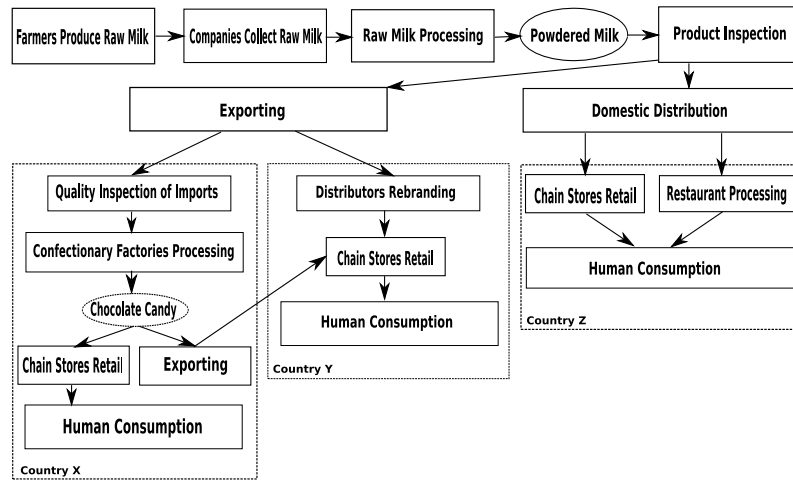 Farmers Produce Raw Milk
Companies Collect Raw Milk
Raw Milk Processing
Powdered Milk
Product Inspection
Exporting
Domestic Distribution
Quality Inspection of Imports
Confectionary Factories Processing
Chocolate Candy
Chain Stores Retail
Exporting
Human Consumption
Country X
Distributors Rebranding
Chain Stores Retail
Human Consumption
Country Y
Chain Stores Retail
Restaurant Processing
Human Consumption
Country Z